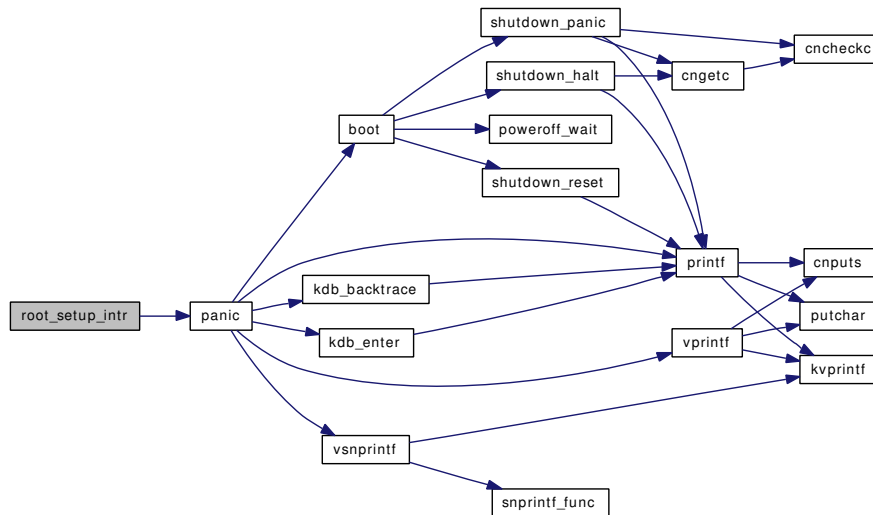 shutdown_panic
cncheckc
shutdown_halt
cngetc
boot
poweroff_wait
shutdown_reset
printf
cnputs
kdb_backtrace
root_setup_intr
panic
putchar
kdb_enter
vprintf
kvprintf
vsnprintf
snprintf_func